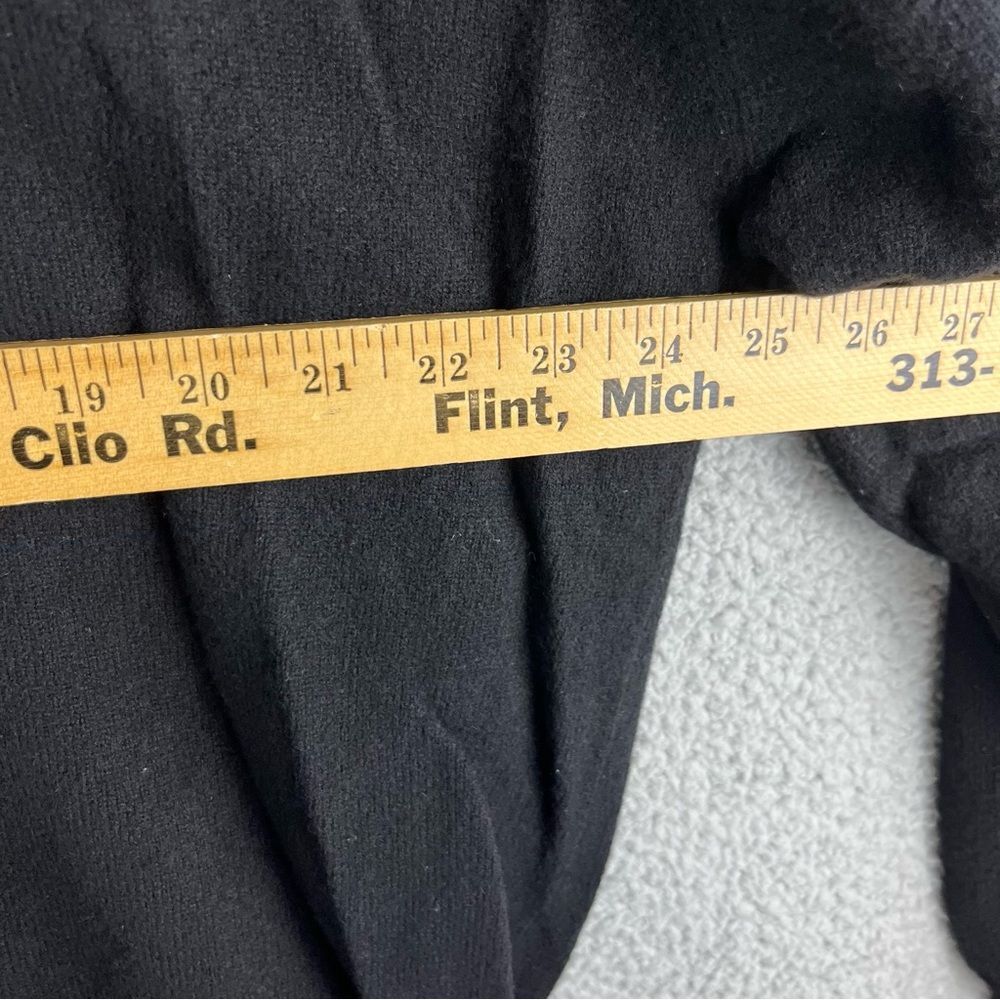 19 20 21 22 23 24 25 26 27
Clio Rd. Flint, Mich. 313-